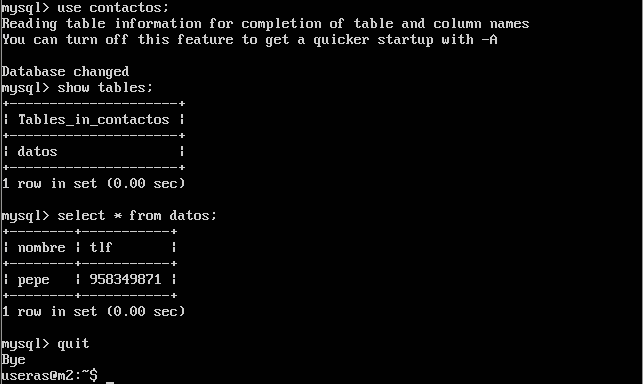 mysql> use contactos;
Reading table information for completion of table and column names
You can turn off this feature to get a quicker startup with -A
Database changed
mysql> show tables;
+---------------------+
| Tables_in_contactos |
+---------------------+
| datos               |
+---------------------+
1 row in set (0.00 sec)
mysql> select * from datos;
+--------+-----------+
| nombre | tlf       |
+--------+-----------+
| pepe   | 958349871 |
+--------+-----------+
1 row in set (0.00 sec)
mysql> quit
Bye
useras@m2:~$ _